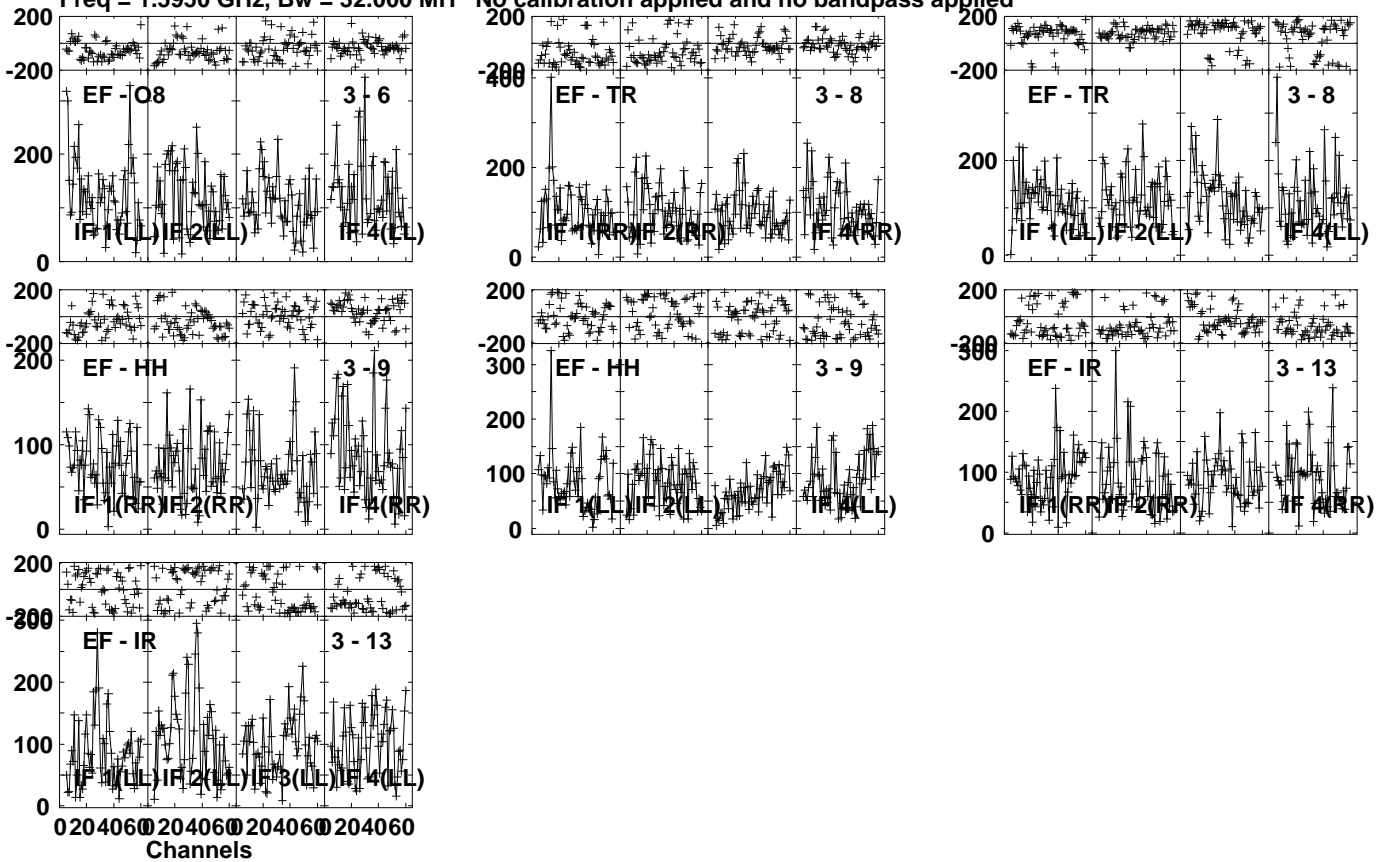 Freq = 1.5950 GHz, Bw = 32.000 MH No calibration applied and no bandpass applied
200
-200
EF - O8 3 - 6
200
0
IF 1(LL) IF 2(LL) IF 4(LL)
200
-200
400
EF - TR 3 - 8
200
0
IF 1(RR) IF 2(RR) IF 4(RR)
200
-200
EF - TR 3 - 8
200
0
IF 1(LL) IF 2(LL) IF 4(LL)
200
-200
200
EF - HH 3 - 9
100
0
IF 1(RR) IF 2(RR) IF 4(RR)
200
-200
300
EF - HH 3 - 9
200
100
0
IF 1(LL) IF 2(LL) IF 4(LL)
200
-200
300
EF - IR 3 - 13
200
100
0
IF 1(RR) IF 2(RR) IF 4(RR)
200
-200
300
EF - IR 3 - 13
200
100
0
IF 1(LL) IF 2(LL) IF 3(LL) IF 4(LL)
0 20 40 60 0 20 40 60 0 20 40 60 0 20 40 60
Channels